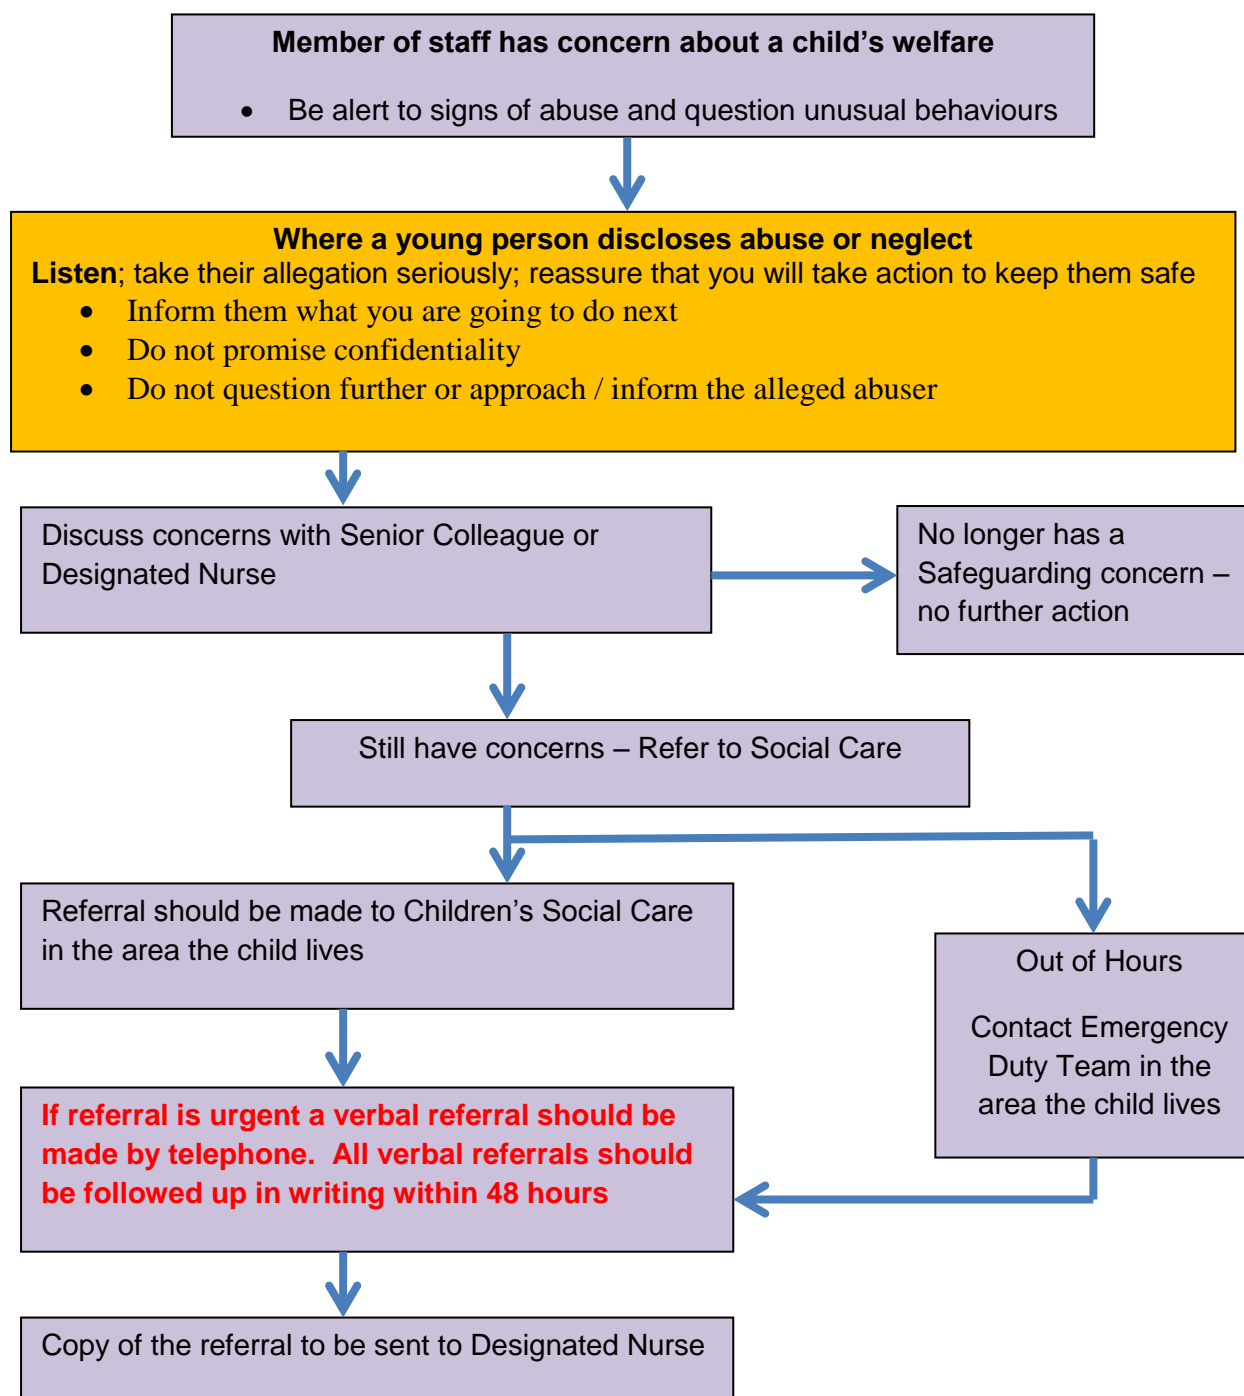 Member of staff has concern about a child’s welfare
• Be alert to signs of abuse and question unusual behaviours
Where a young person discloses abuse or neglect
Listen; take their allegation seriously; reassure that you will take action to keep them safe
• Inform them what you are going to do next
• Do not promise confidentiality
• Do not question further or approach / inform the alleged abuser
Discuss concerns with Senior Colleague or
Designated Nurse
No longer has a
Safeguarding concern –
no further action
Still have concerns – Refer to Social Care
Referral should be made to Children’s Social Care
in the area the child lives
Out of Hours
Contact Emergency
Duty Team in the
area the child lives
If referral is urgent a verbal referral should be
made by telephone.  All verbal referrals should
be followed up in writing within 48 hours
Copy of the referral to be sent to Designated Nurse